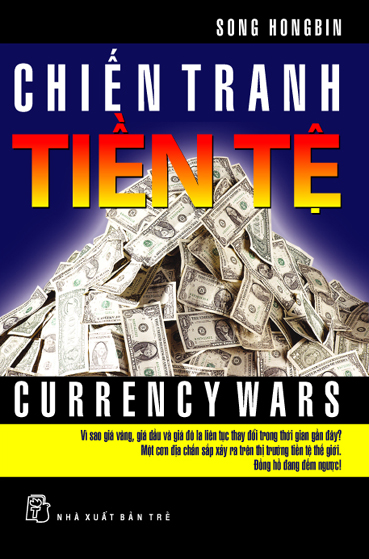 SONG HONGBIN
CHIẾN TRANH
TIỀN TỆ
CURRENCY WARS
Vì sao giá vàng, giá dầu và giá đô la liên tục thay đổi trong thời gian gần đây?
Một cơn địa chấn sắp xảy ra trên thị trường tiền tệ thế giới.
Đồng hồ đang đếm ngược!
NHÀ XUẤT BẢN TRẺ